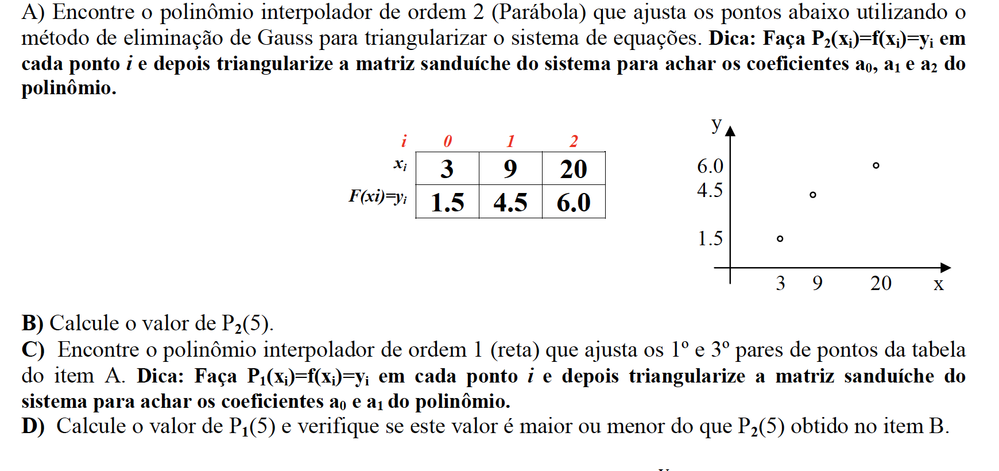 A) Encontre o polinômio interpolador de ordem 2 (Parábola) que ajusta os pontos abaixo utilizando o
método de eliminação de Gauss para triangularizar o sistema de equações. Dica: Faça P₂(xᵢ)=f(xᵢ)=yᵢ em
cada ponto i e depois triangularize a matriz sanduíche do sistema para achar os coeficientes a₀, a₁ e a₂ do
polinômio.
i 0 1 2
xᵢ 3 9 20
F(xi)=yᵢ 1.5 4.5 6.0
y
6.0
4.5
1.5
3 9 20 x
B) Calcule o valor de P₂(5).
C) Encontre o polinômio interpolador de ordem 1 (reta) que ajusta os 1º e 3º pares de pontos da tabela
do item A. Dica: Faça P₁(xᵢ)=f(xᵢ)=yᵢ em cada ponto i e depois triangularize a matriz sanduíche do
sistema para achar os coeficientes a₀ e a₁ do polinômio.
D) Calcule o valor de P₁(5) e verifique se este valor é maior ou menor do que P₂(5) obtido no item B.